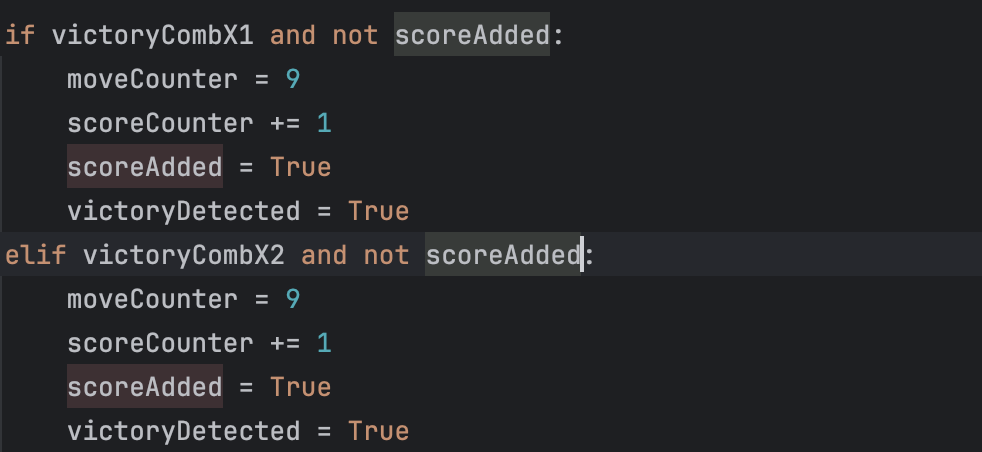 if victoryCombX1 and not scoreAdded:
    moveCounter = 9
    scoreCounter += 1
    scoreAdded = True
    victoryDetected = True
elif victoryCombX2 and not scoreAdded:
    moveCounter = 9
    scoreCounter += 1
    scoreAdded = True
    victoryDetected = True